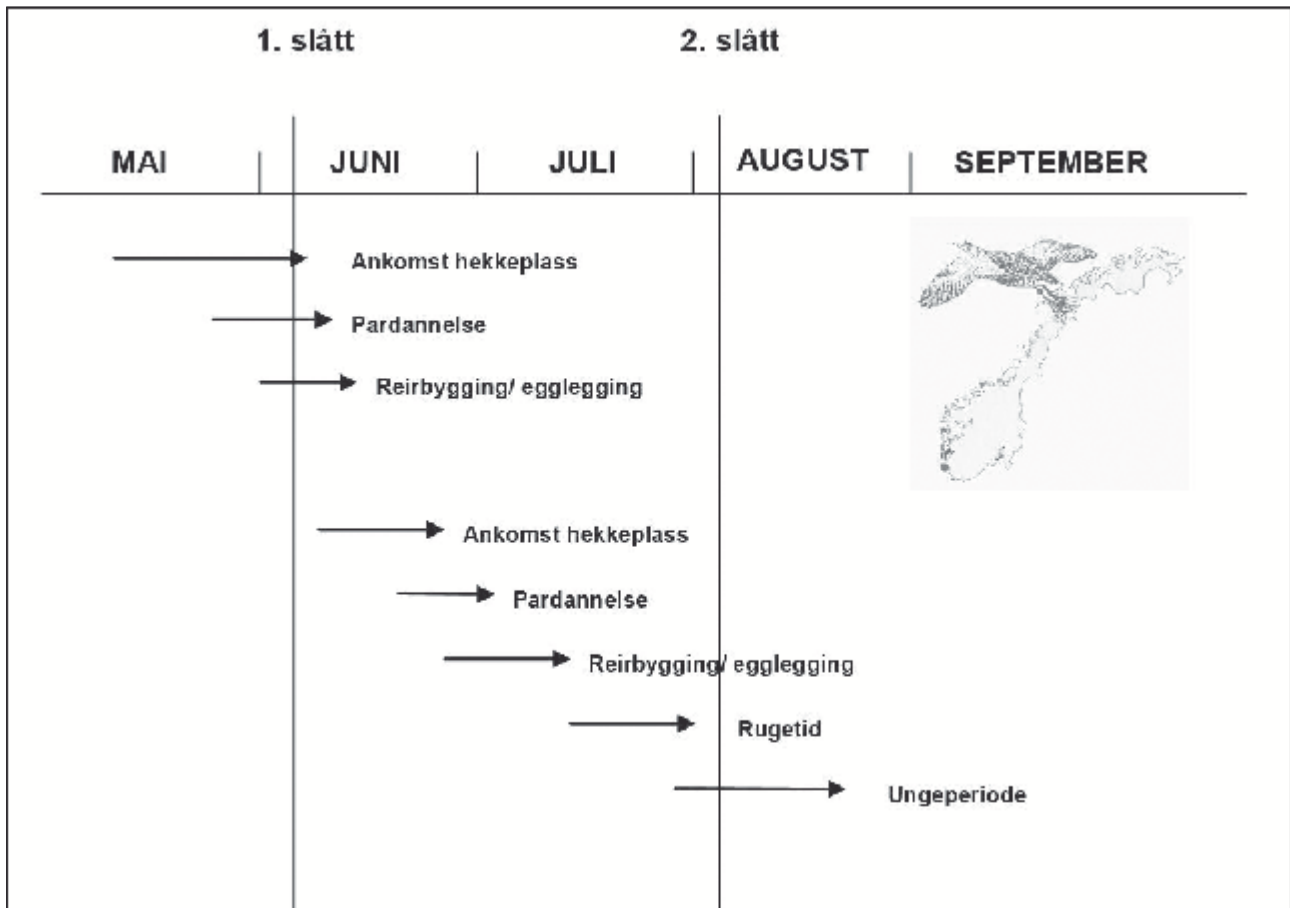 1. slått
2. slått
MAI
JUNI
JULI
AUGUST
SEPTEMBER
Ankomst hekkeplass
Pardannelse
Reirbygging/ egglegging
Ankomst hekkeplass
Pardannelse
Reirbygging/ egglegging
Rugetid
Ungeperiode